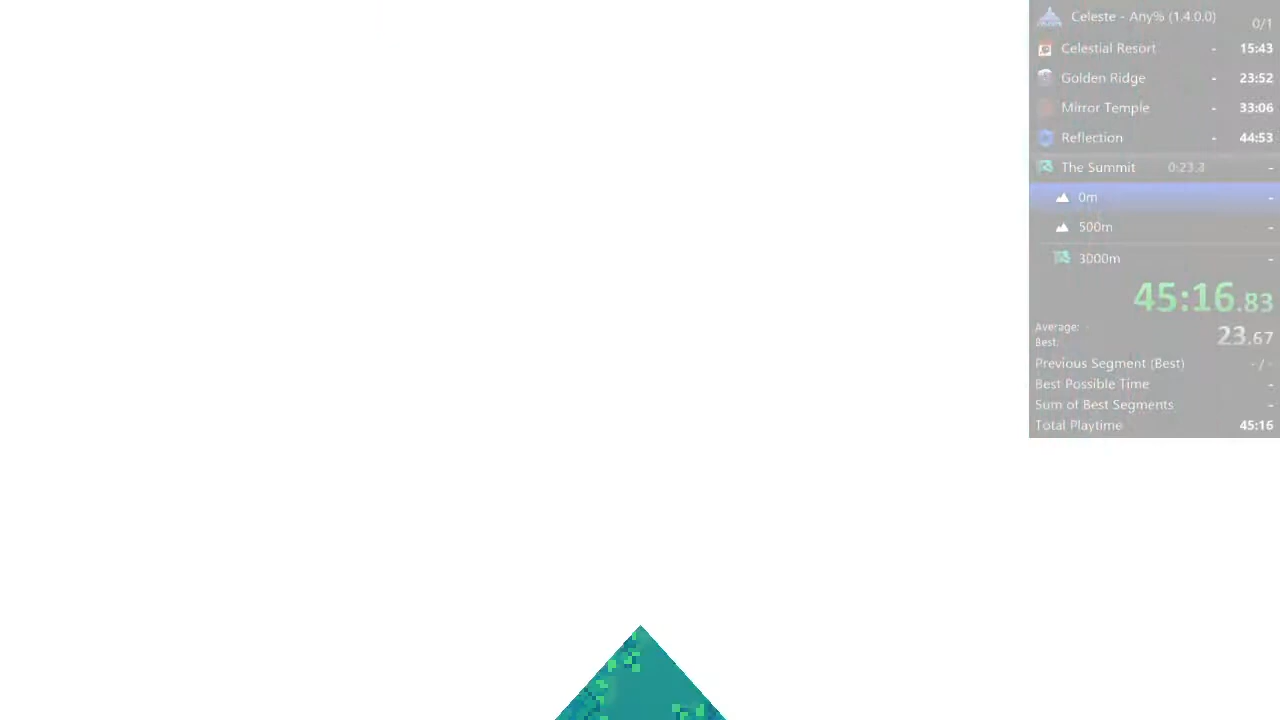 Celeste - Any% (1.4.0.0)
0/1
Celestial Resort - 15:43
Golden Ridge - 23:52
Mirror Temple - 33:06
Reflection - 44:53
The Summit 0:23.3 -
0m -
500m -
3000m -
45:16.83
Average: -
Best:
23.67
Previous Segment (Best) - / -
Best Possible Time -
Sum of Best Segments -
Total Playtime 45:16